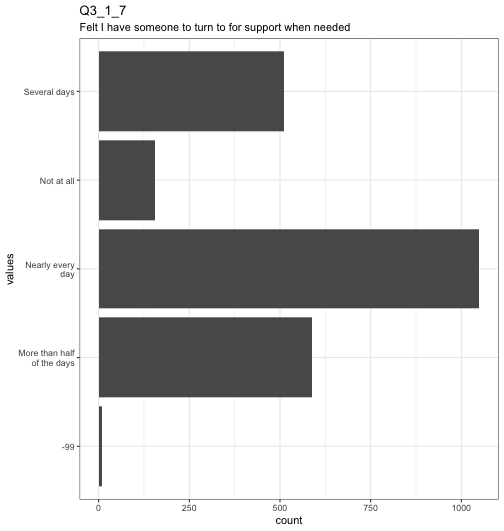 Q3_1_7
Felt I have someone to turn to for support when needed
values
Several days
Not at all
Nearly every
day
More than half
of the days
-99
0
250
500
750
1000
count